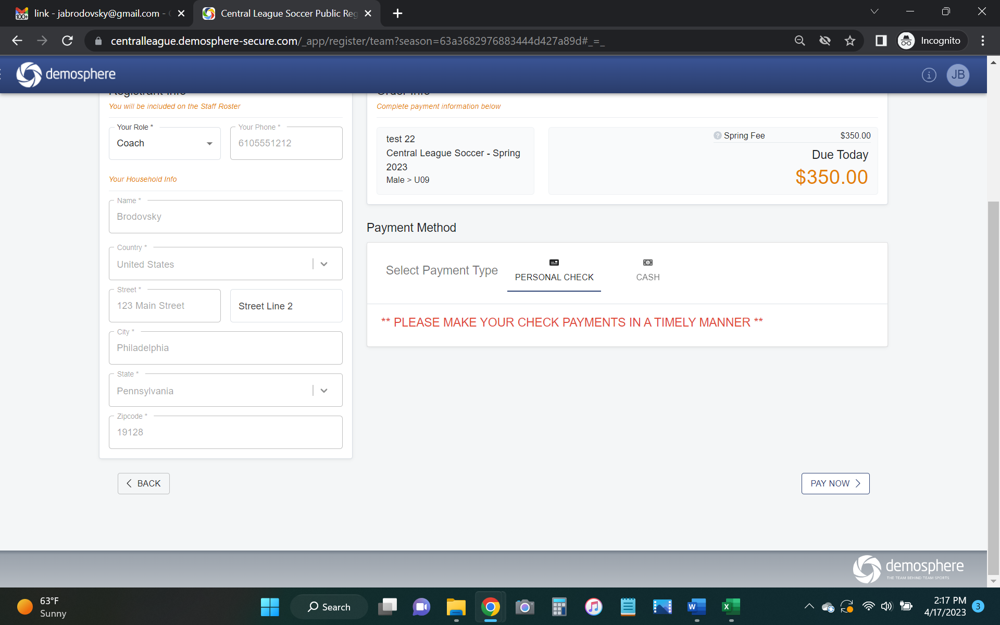 link - jabrodovsky@gmail.com -
Central League Soccer Public Reg
centralleague.demosphere-secure.com/_app/register/team?season=63a3682976883444d427a89d#_=_
Incognito
demosphere
JB
Registrant Info
You will be included on the Staff Roster
Your Role *
Coach
Your Phone *
6105551212
Your Household Info
Name *
Brodovsky
Country *
United States
Street *
123 Main Street
Street Line 2
City *
Philadelphia
State *
Pennsylvania
Zipcode *
19128
Order Info
Complete payment information below
test 22
Central League Soccer - Spring
2023
Male > U09
? Spring Fee $350.00
Due Today
$350.00
Payment Method
Select Payment Type
PERSONAL CHECK
CASH
** PLEASE MAKE YOUR CHECK PAYMENTS IN A TIMELY MANNER **
BACK
PAY NOW
demosphere
THE TEAM BEHIND TEAM SPORTS
63°F
Sunny
Search
2:17 PM
4/17/2023
3